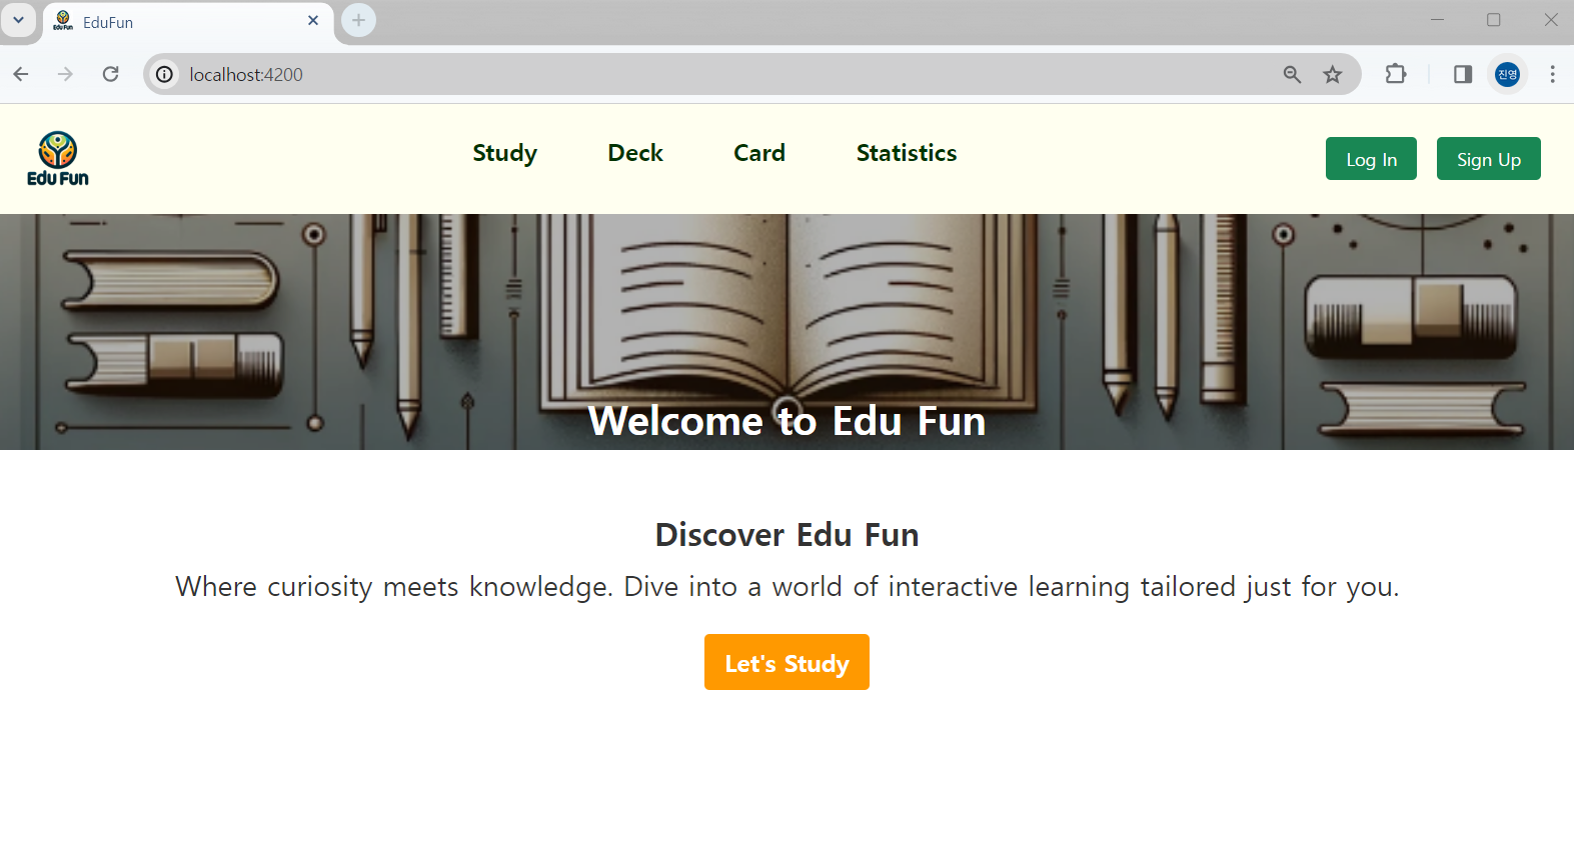 EduFun
localhost:4200
진영
Edu Fun
Study Deck Card Statistics
Log In Sign Up
Welcome to Edu Fun
Discover Edu Fun
Where curiosity meets knowledge. Dive into a world of interactive learning tailored just for you.
Let's Study